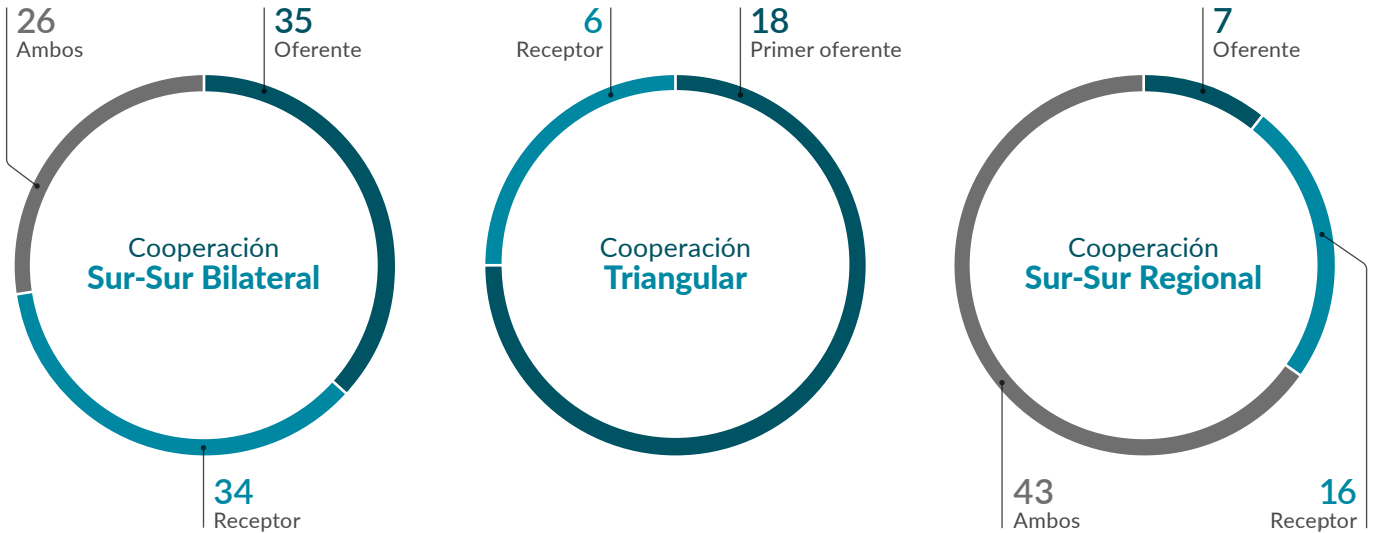 26
Ambos
35
Oferente
Cooperación
Sur-Sur Bilateral
34
Receptor
6
Receptor
18
Primer oferente
Cooperación
Triangular
7
Oferente
Cooperación
Sur-Sur Regional
43
Ambos
16
Receptor